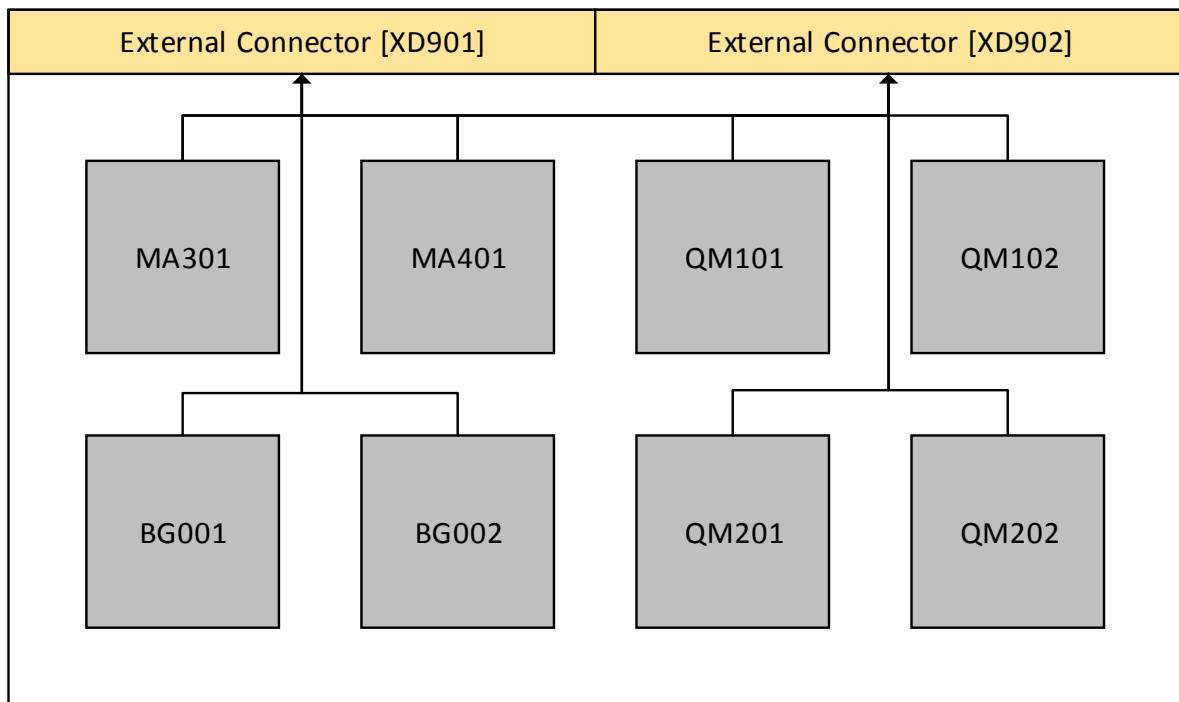 External Connector [XD901]
External Connector [XD902]
MA301
MA401
QM101
QM102
BG001
BG002
QM201
QM202